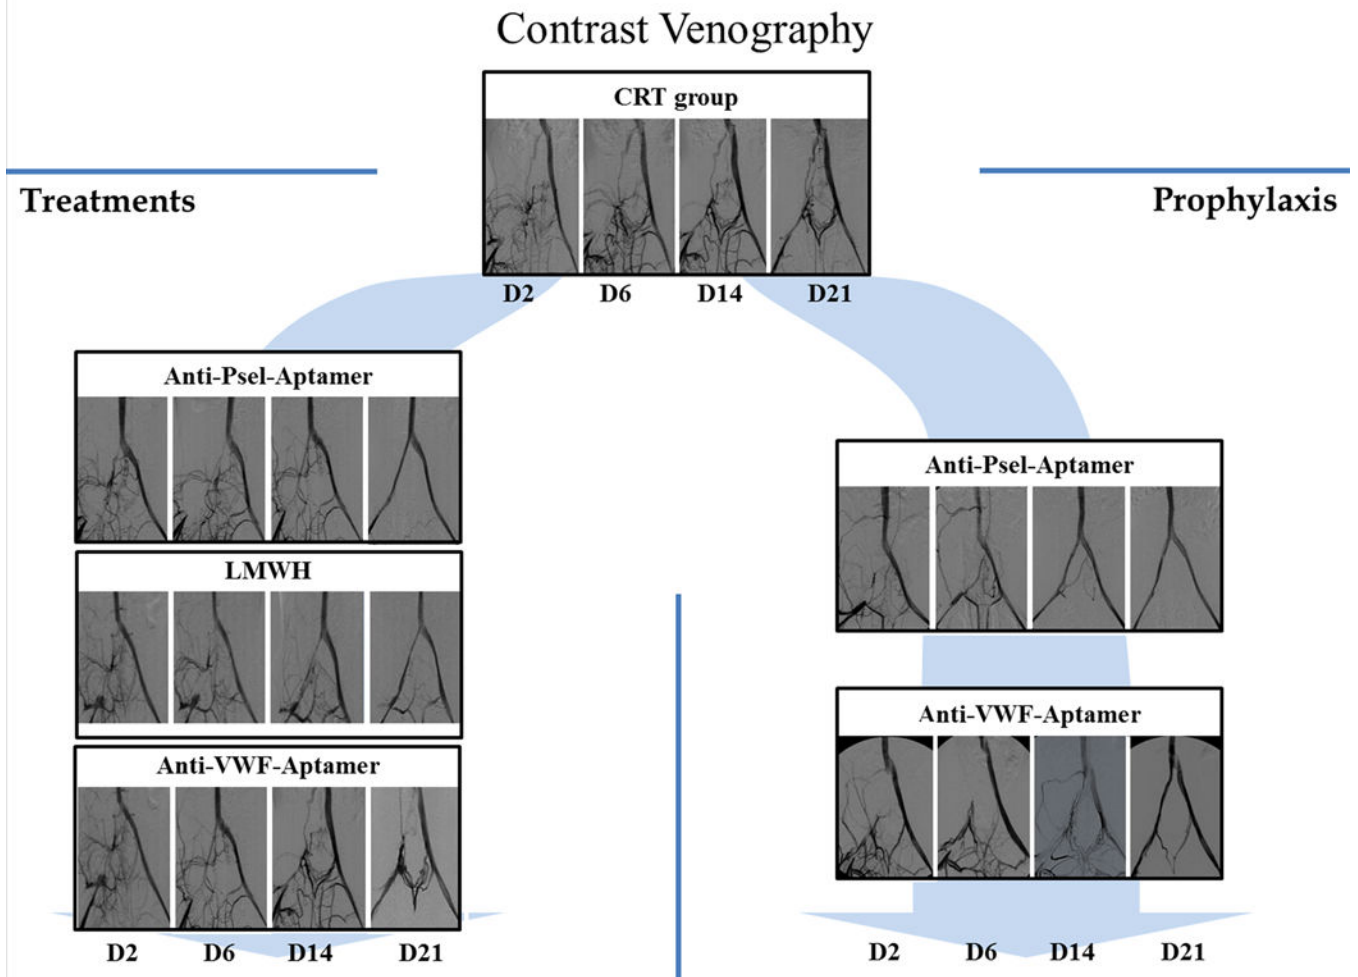 Contrast Venography
CRT group
D2 D6 D14 D21
Treatments
Prophylaxis
Anti-Psel-Aptamer
LMWH
Anti-VWF-Aptamer
D2 D6 D14 D21
Anti-Psel-Aptamer
Anti-VWF-Aptamer
D2 D6 D14 D21